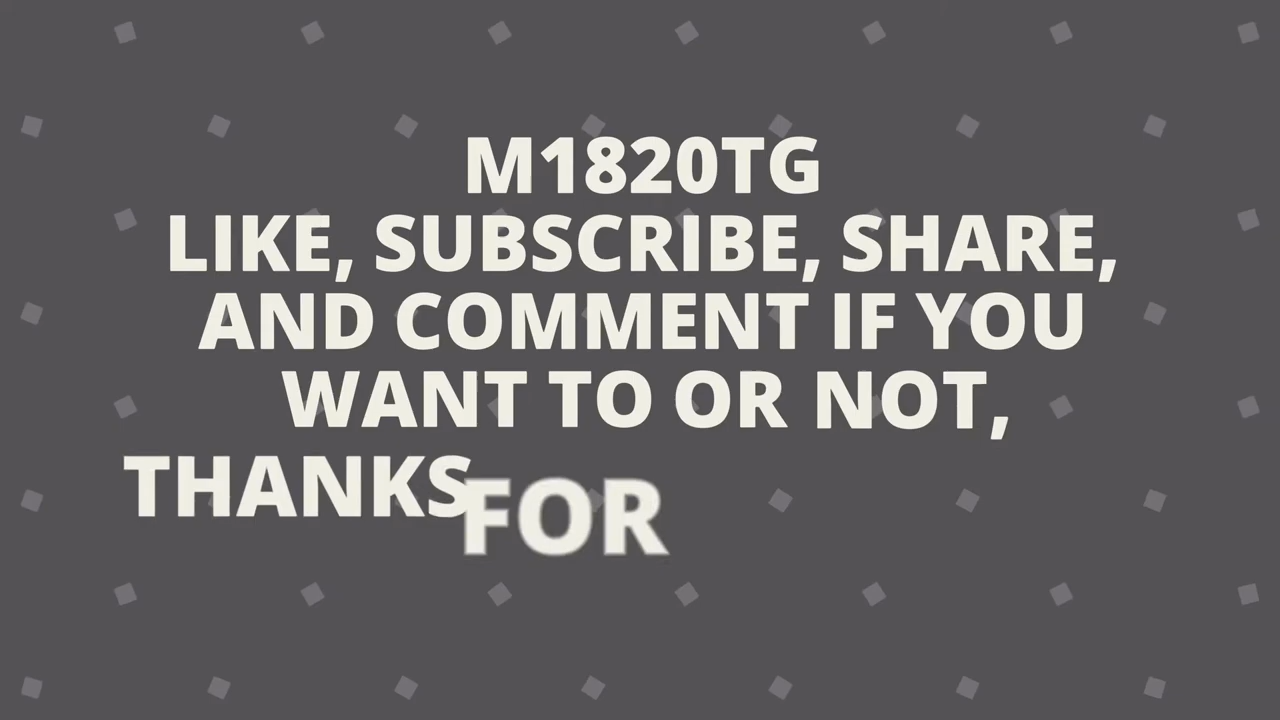 M1820TG
LIKE, SUBSCRIBE, SHARE,
AND COMMENT IF YOU
WANT TO OR NOT,
THANKS FOR